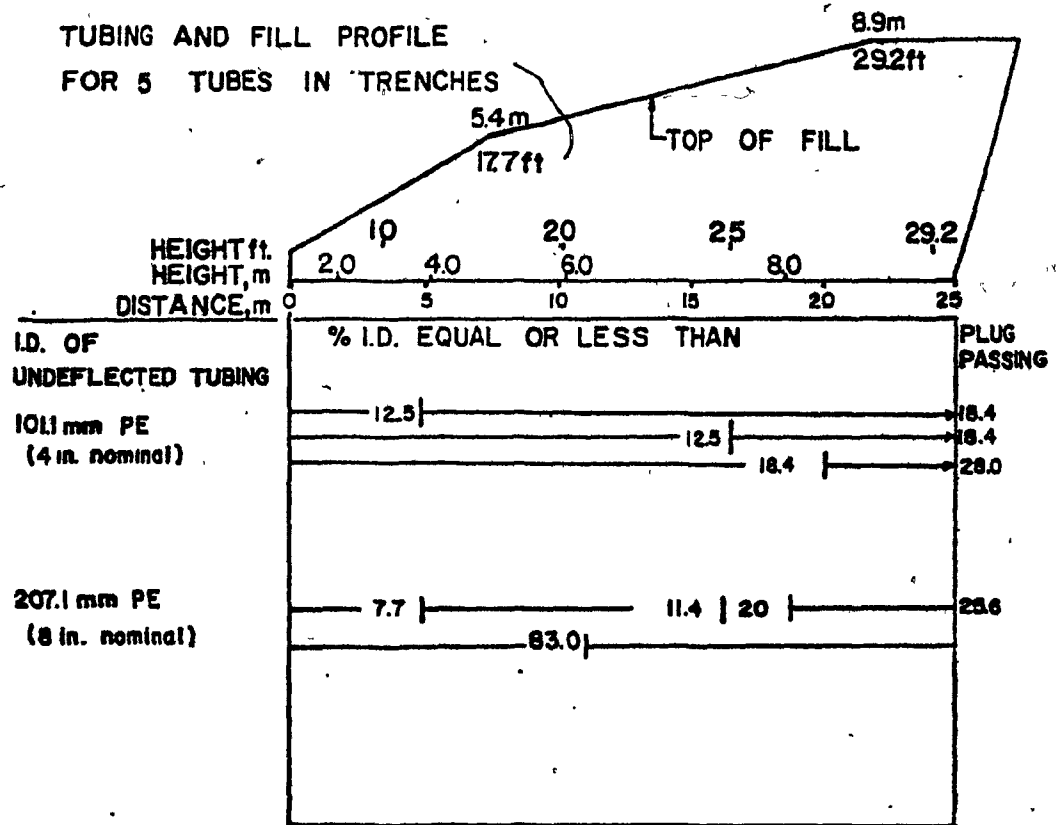 TUBING AND FILL PROFILE
FOR 5 TUBES IN TRENCHES
8.9m
29.2ft
5.4m
17.7ft
TOP OF FILL
HEIGHT ft. 10 20 25 29.2
HEIGHT, m 2.0 4.0 6.0 8.0
DISTANCE, m 0 5 10 15 20 25
I.D. OF
UNDEFLECTED TUBING
% I.D. EQUAL OR LESS THAN
PLUG
PASSING
101.1 mm PE
(4 in. nominal)
12.5 18.4
12.5 18.4
18.4 28.0
207.1 mm PE
(8 in. nominal)
7.7 11.4 20 25.6
83.0